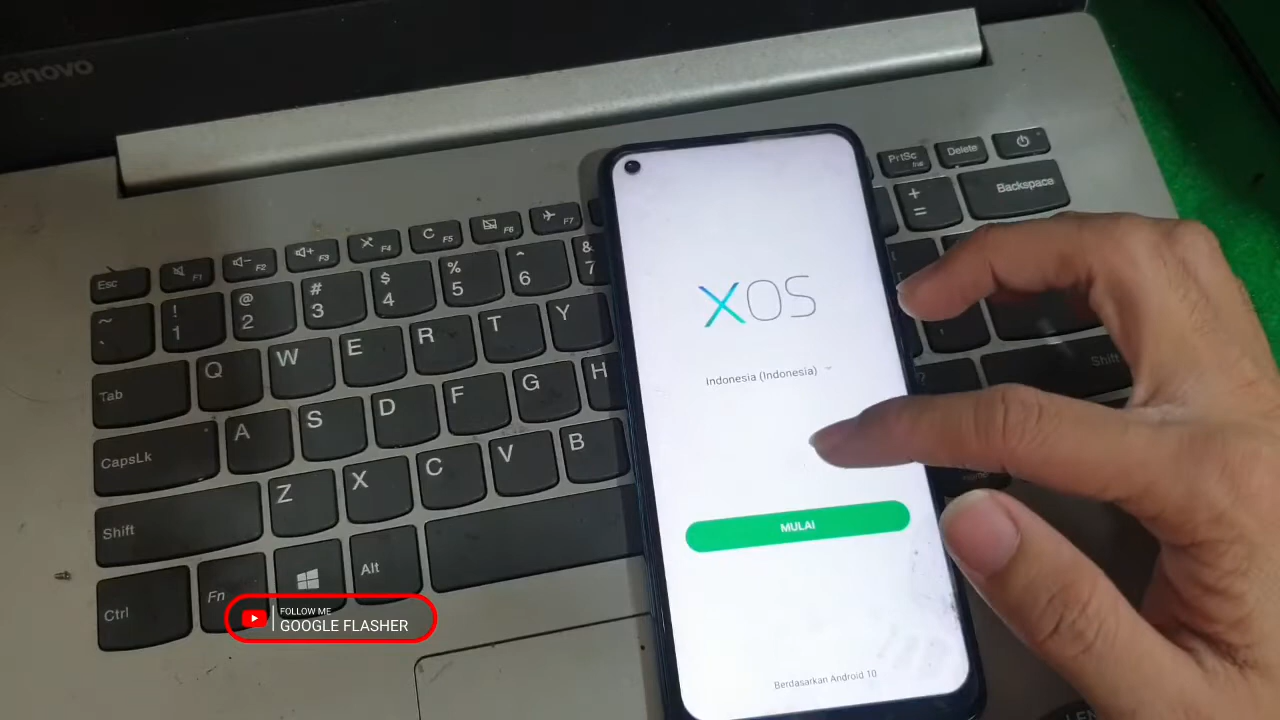 Lenovo
PrtSc
Delete
+
=
Backspace
Esc
F1
F2
F3
F4
F5
F6
F7
~
`
!
1
@
2
#
3
$
4
%
5
^
6
&
7
Tab
Q
W
E
R
T
Y
CapsLk
A
S
D
F
G
H
Shift
Z
X
C
V
B
Shift
Ctrl
Fn
Alt
XOS
Indonesia (Indonesia)
MULAI
Berdasarkan Android 10
FOLLOW ME
GOOGLE FLASHER